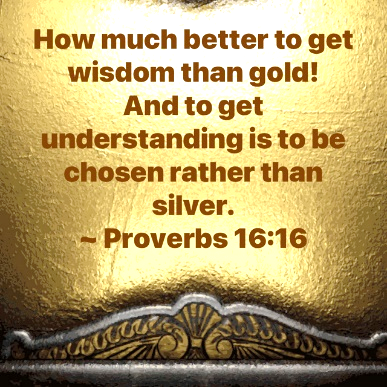 How much better to get
wisdom than gold!
And to get
understanding is to be
chosen rather than
silver.
~ Proverbs 16:16